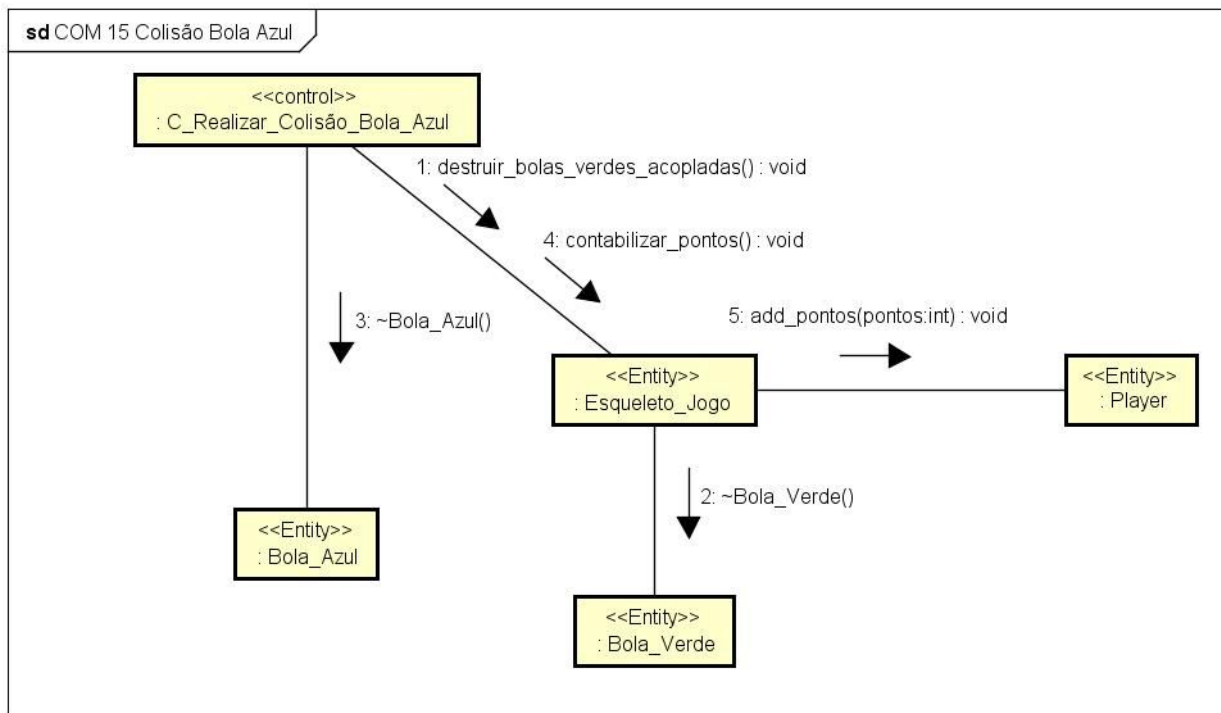 sd COM 15 Colisão Bola Azul
<<control>>
: C_Realizar_Colisão_Bola_Azul
1: destruir_bolas_verdes_acopladas() : void
4: contabilizar_pontos() : void
3: ~Bola_Azul()
5: add_pontos(pontos:int) : void
<<Entity>>
: Esqueleto_Jogo
<<Entity>>
: Player
2: ~Bola_Verde()
<<Entity>>
: Bola_Azul
<<Entity>>
: Bola_Verde